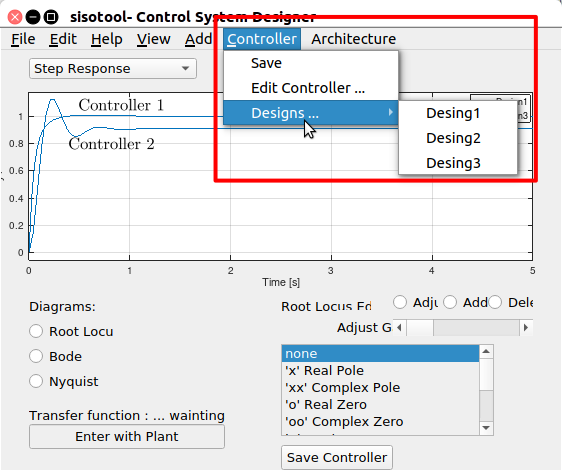 sisotool- Control System Designer
File Edit Help View Add Controller Architecture
Step Response
Save
Edit Controller ...
Designs ...
Desing1
Desing2
Desing3
Controller 1
Controller 2
1
0.8
0.6
0.4
0.2
0
0 1 2 3 4 5
Time [s]
Diagrams:
Root Locu
Bode
Nyquist
Transfer function : ... wainting
Enter with Plant
Root Locus Ed
Adju Add Dele
Adjust G
none
'x' Real Pole
'xx' Complex Pole
'o' Real Zero
'oo' Complex Zero
Save Controller